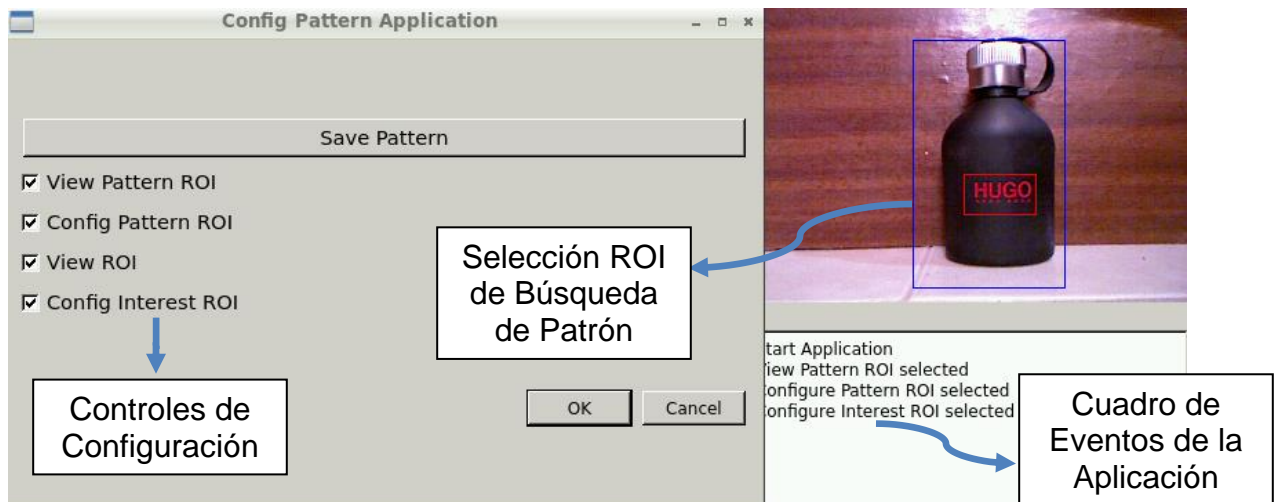 Config Pattern Application
Save Pattern
View Pattern ROI
Config Pattern ROI
View ROI
Config Interest ROI
OK
Cancel
Controles de
Configuración
Selección ROI
de Búsqueda
de Patrón
HUGO
tart Application
iew Pattern ROI selected
onfigure Pattern ROI selected
onfigure Interest ROI selected
Cuadro de
Eventos de la
Aplicación